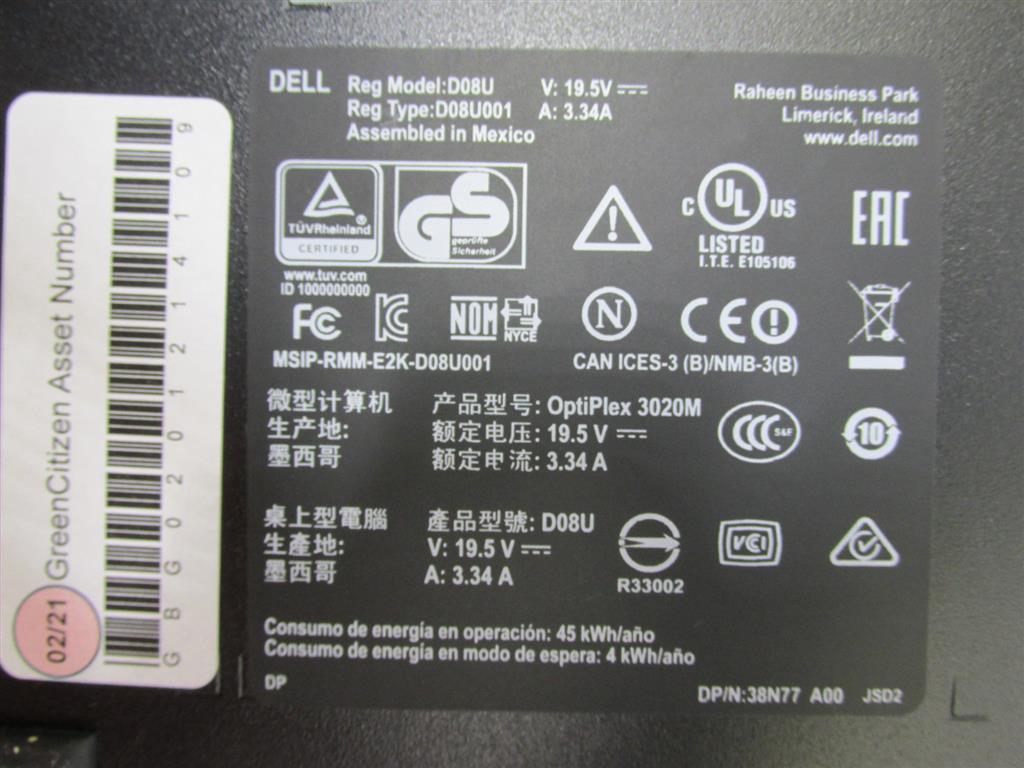 GreenCitizen Asset Number
02/21
GBG0201214109
DELL
Reg Model:D08U
V: 19.5V
Reg Type:D08U001
A: 3.34A
Assembled in Mexico
Raheen Business Park
Limerick, Ireland
www.dell.com
TÜVRheinland®
CERTIFIED
www.tuv.com
ID 1000000000
GS
geprüfte
Sicherheit
!
C UL US
LISTED
I.T.E. E105106
EAC
FC
KC
NOM
NYCE
N
CE
MSIP-RMM-E2K-D08U001
CAN ICES-3 (B)/NMB-3(B)
微型计算机
产品型号: OptiPlex 3020M
生产地:
额定电压: 19.5 V
墨西哥
额定电流: 3.34 A
CCC S&F
10
桌上型電腦
產品型號: D08U
生產地:
V: 19.5 V
墨西哥
A: 3.34 A
R33002
VCI
Consumo de energía en operación: 45 kWh/año
Consumo de energía en modo de espera: 4 kWh/año
DP
DP/N:38N77 A00 JSD2